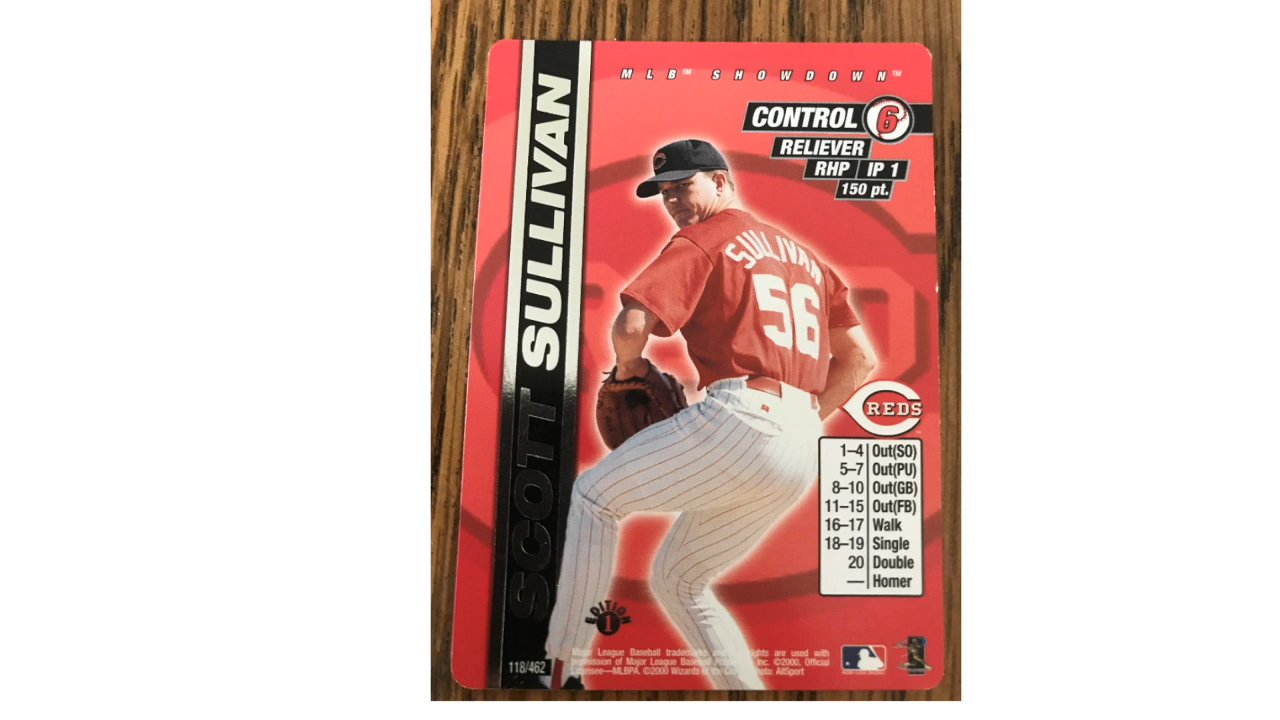 MLB™ SHOWDOWN™
SCOTT SULLIVAN
CONTROL 6
RELIEVER
RHP IP 1
150 pt.
SULLIVAN
56
REDS
1–4 Out(SO)
5–7 Out(PU)
8–10 Out(GB)
11–15 Out(FB)
16–17 Walk
18–19 Single
20 Double
— Homer
EDITION
1
118/462
Major League Baseball trademarks and rights are used with
permission of Major League Baseball Inc. ©2000, Official
Licensee—MLBPA, ©2000 Wizards of the Photo: AllSport